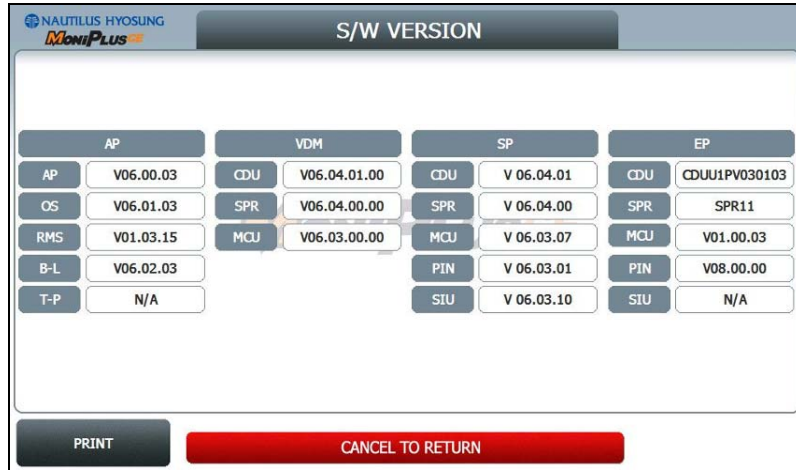 NAUTILUS HYOSUNG
MoniPlusCE
S/W VERSION
AP VDM SP EP
AP V06.00.03 CDU V06.04.01.00 CDU V 06.04.01 CDU CDUU1PV030103
OS V06.01.03 SPR V06.04.00.00 SPR V 06.04.00 SPR SPR11
RMS V01.03.15 MCU V06.03.00.00 MCU V 06.03.07 MCU V01.00.03
B-L V06.02.03 PIN V 06.03.01 PIN V08.00.00
T-P N/A SIU V 06.03.10 SIU N/A
PRINT CANCEL TO RETURN